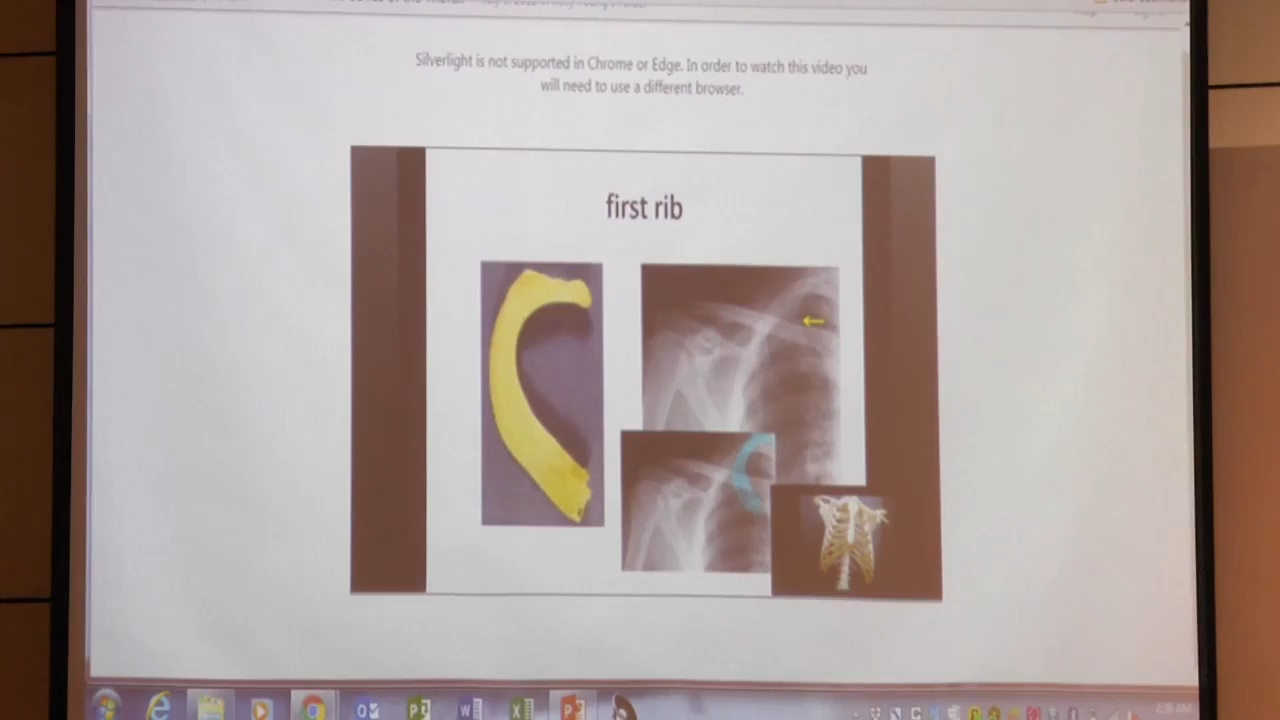 Silverlight is not supported in Chrome or Edge. In order to watch this video you
will need to use a different browser.
first rib